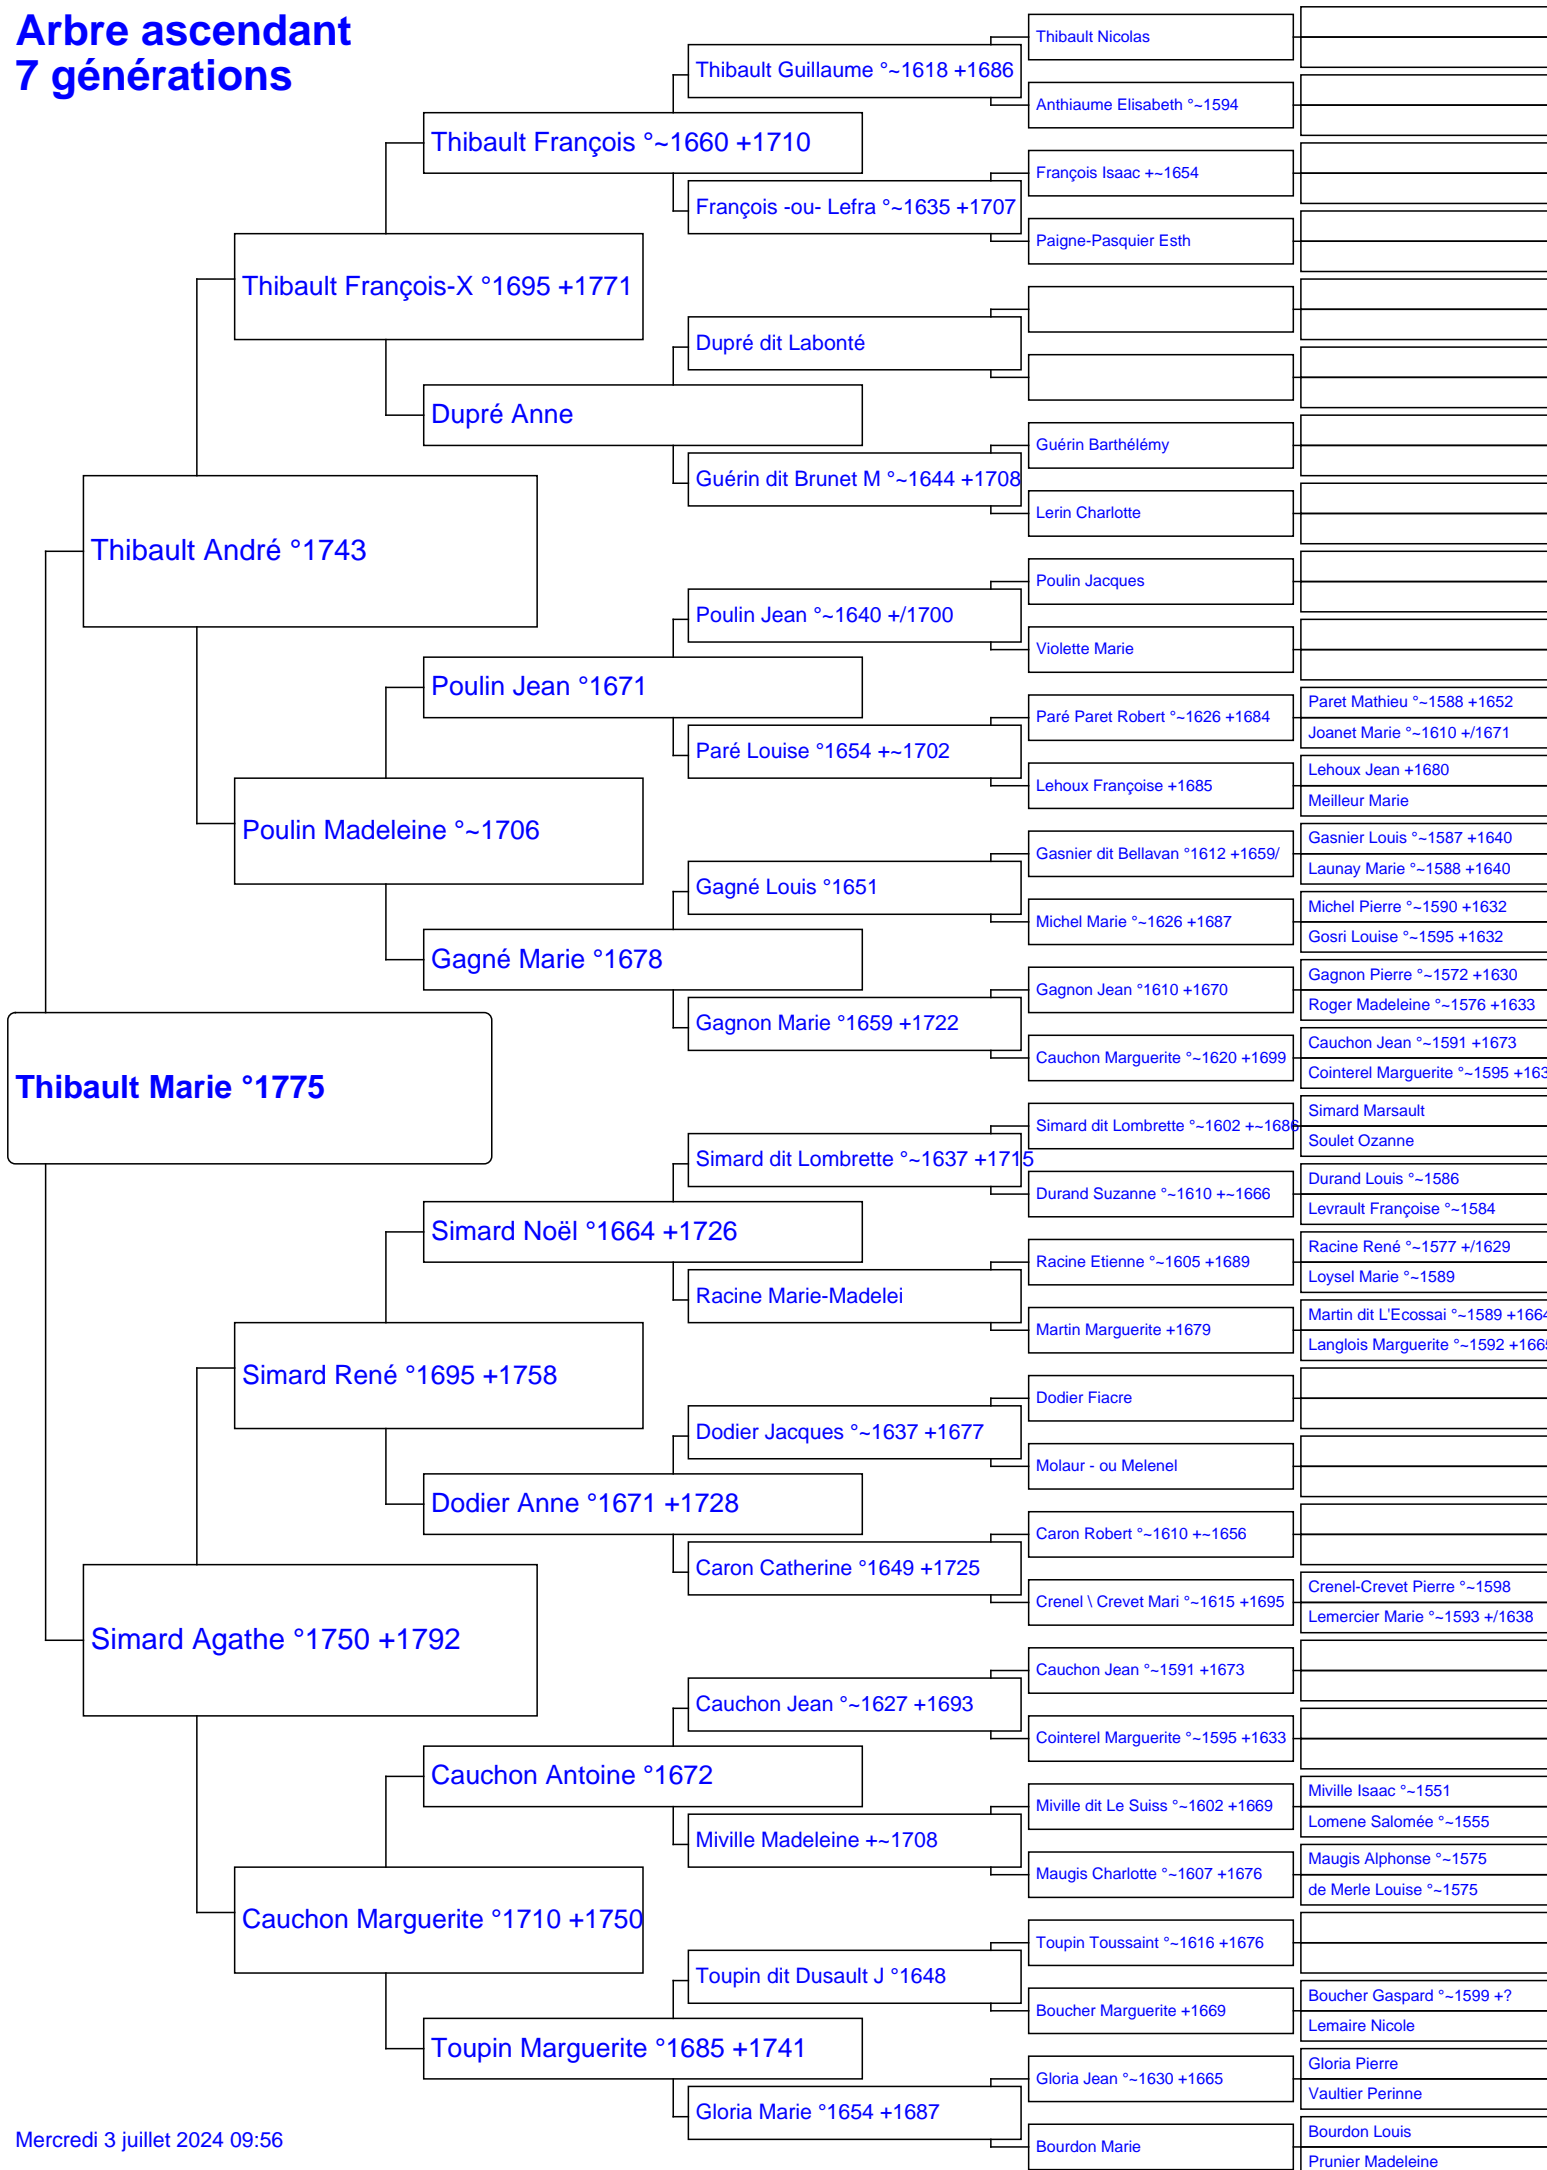 Arbre ascendant
7 générations
Thibault Marie °1775
Thibault André °1743
Simard Agathe °1750 +1792
Thibault François-X °1695 +1771
Poulin Madeleine °~1706
Simard René °1695 +1758
Cauchon Marguerite °1710 +1750
Thibault François °~1660 +1710
Dupré Anne
Poulin Jean °1671
Gagné Marie °1678
Simard Noël °1664 +1726
Dodier Anne °1671 +1728
Cauchon Antoine °1672
Toupin Marguerite °1685 +1741
Thibault Guillaume °~1618 +1686
François -ou- Lefra °~1635 +1707
Dupré dit Labonté
Guérin dit Brunet M °~1644 +1708
Poulin Jean °~1640 +/1700
Paré Louise °1654 +~1702
Gagné Louis °1651
Gagnon Marie °1659 +1722
Simard dit Lombrette °~1637 +1715
Racine Marie-Madelei
Dodier Jacques °~1637 +1677
Caron Catherine °1649 +1725
Cauchon Jean °~1627 +1693
Miville Madeleine +~1708
Toupin dit Dusault J °1648
Gloria Marie °1654 +1687
Thibault Nicolas
Anthiaume Elisabeth °~1594
François Isaac +~1654
Paigne-Pasquier Esth
Guérin Barthélémy
Lerin Charlotte
Poulin Jacques
Violette Marie
Paré Paret Robert °~1626 +1684
Lehoux Françoise +1685
Gasnier dit Bellavan °1612 +1659/
Michel Marie °~1626 +1687
Gagnon Jean °1610 +1670
Cauchon Marguerite °~1620 +1699
Simard dit Lombrette °~1602 +~1686
Durand Suzanne °~1610 +~1666
Racine Etienne °~1605 +1689
Martin Marguerite +1679
Dodier Fiacre
Molaur - ou Melenel
Caron Robert °~1610 +~1656
Crenel \ Crevet Mari °~1615 +1695
Cauchon Jean °~1591 +1673
Cointerel Marguerite °~1595 +1633
Miville dit Le Suiss °~1602 +1669
Maugis Charlotte °~1607 +1676
Toupin Toussaint °~1616 +1676
Boucher Marguerite +1669
Gloria Jean °~1630 +1665
Bourdon Marie
Paret Mathieu °~1588 +1652
Joanet Marie °~1610 +/1671
Lehoux Jean +1680
Meilleur Marie
Gasnier Louis °~1587 +1640
Launay Marie °~1588 +1640
Michel Pierre °~1590 +1632
Gosri Louise °~1595 +1632
Gagnon Pierre °~1572 +1630
Roger Madeleine °~1576 +1633
Cauchon Jean °~1591 +1673
Cointerel Marguerite °~1595 +163
Simard Marsault
Soulet Ozanne
Durand Louis °~1586
Levrault Françoise °~1584
Racine René °~1577 +/1629
Loysel Marie °~1589
Martin dit L'Ecossai °~1589 +1664
Langlois Marguerite °~1592 +1665
Crenel-Crevet Pierre °~1598
Lemercier Marie °~1593 +/1638
Miville Isaac °~1551
Lomene Salomée °~1555
Maugis Alphonse °~1575
de Merle Louise °~1575
Boucher Gaspard °~1599 +?
Lemaire Nicole
Gloria Pierre
Vaultier Perinne
Bourdon Louis
Prunier Madeleine
Mercredi 3 juillet 2024 09:56